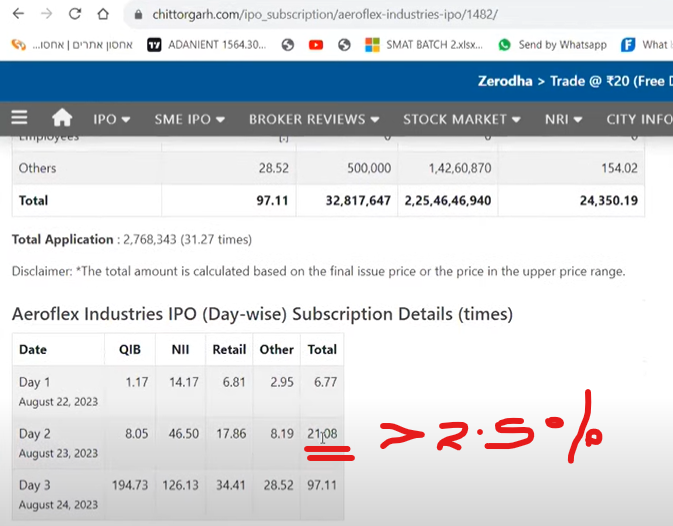 chittorgarh.com/ipo_subscription/aeroflex-industries-ipo/1482/
...יומן אתרים | יומן ADANIENT 1564.30... SMAT BATCH 2.xlsx... Send by Whatsapp What
Zerodha > Trade @ ₹20 (Free
IPO SME IPO BROKER REVIEWS STOCK MARKET NRI CITY INFO
Employees [.] 0 0 0
Others 28.52 500,000 1,42,60,870 154.02
Total 97.11 32,817,647 2,25,46,46,940 24,350.19
Total Application : 2,768,343 (31.27 times)
Disclaimer: *The total amount is calculated based on the final issue price or the price in the upper price range.
Aeroflex Industries IPO (Day-wise) Subscription Details (times)
Date QIB NII Retail Other Total
Day 1 1.17 14.17 6.81 2.95 6.77
August 22, 2023
Day 2 8.05 46.50 17.86 8.19 21.08 > 2.5%
August 23, 2023
Day 3 194.73 126.13 34.41 28.52 97.11
August 24, 2023